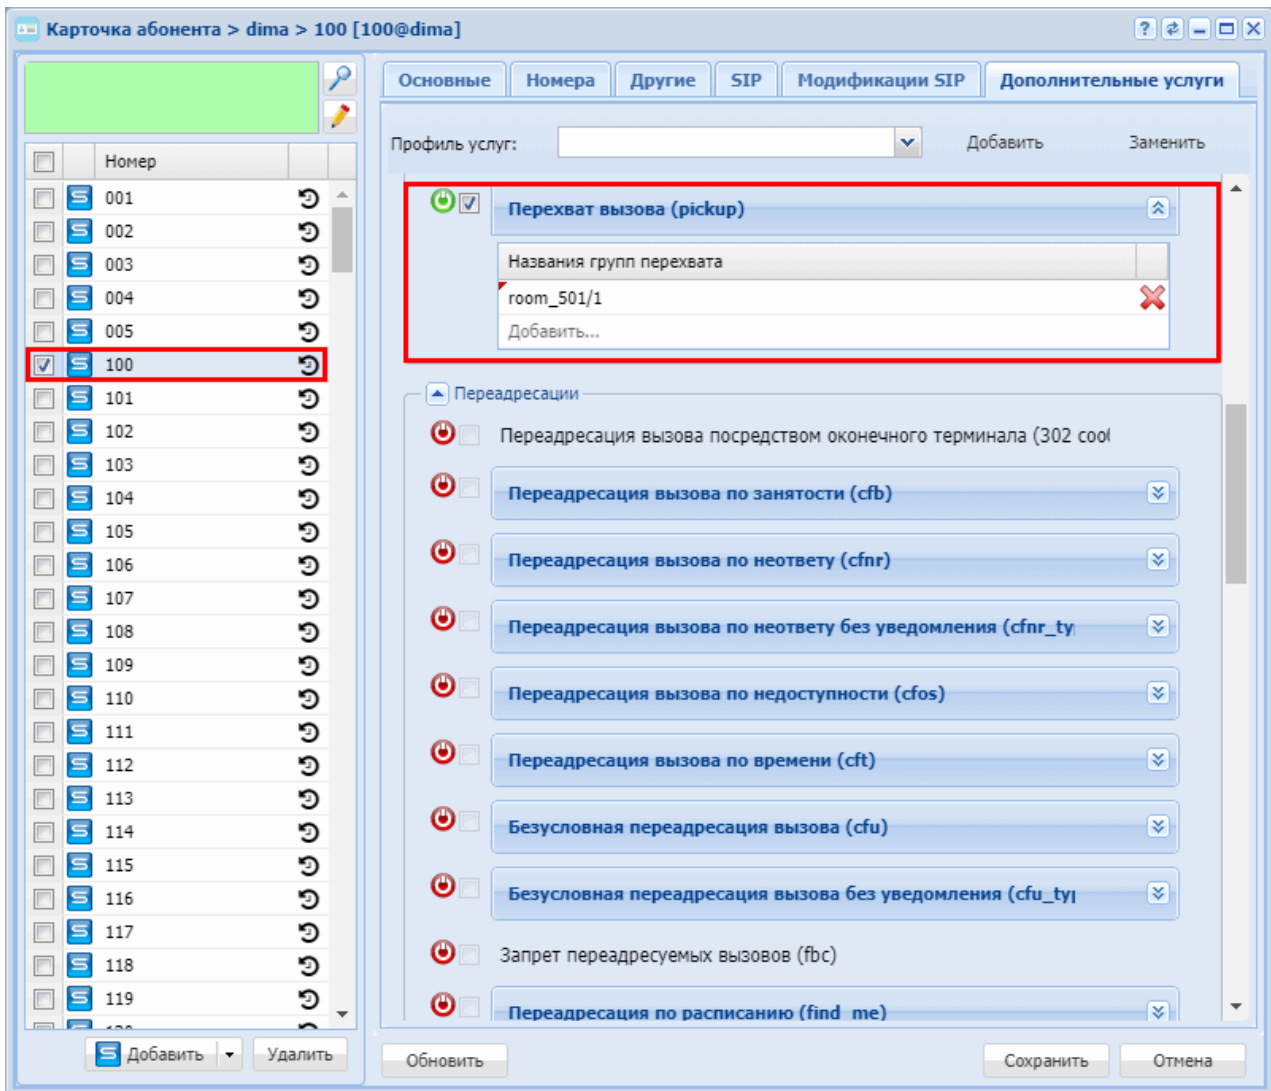 Карточка абонента > dima > 100 [100@dima]
Основные Номера Другие SIP Модификации SIP Дополнительные услуги
Профиль услуг: Добавить Заменить
Номер
001
002
003
004
005
100
101
102
103
104
105
106
107
108
109
110
111
112
113
114
115
116
117
118
119
Добавить Удалить
Перехват вызова (pickup)
Названия групп перехвата
room_501/1
Добавить...
Переадресации
Переадресация вызова посредством оконечного терминала (302
Переадресация вызова по занятости (cfb)
Переадресация вызова по неответу (cfnr)
Переадресация вызова по неответу без уведомления (cfnr_ty
Переадресация вызова по недоступности (cfos)
Переадресация вызова по времени (cft)
Безусловная переадресация вызова (cfu)
Безусловная переадресация вызова без уведомления (cfu_ty
Запрет переадресуемых вызовов (fbc)
Переадресация по расписанию (find_me)
Обновить Сохранить Отмена